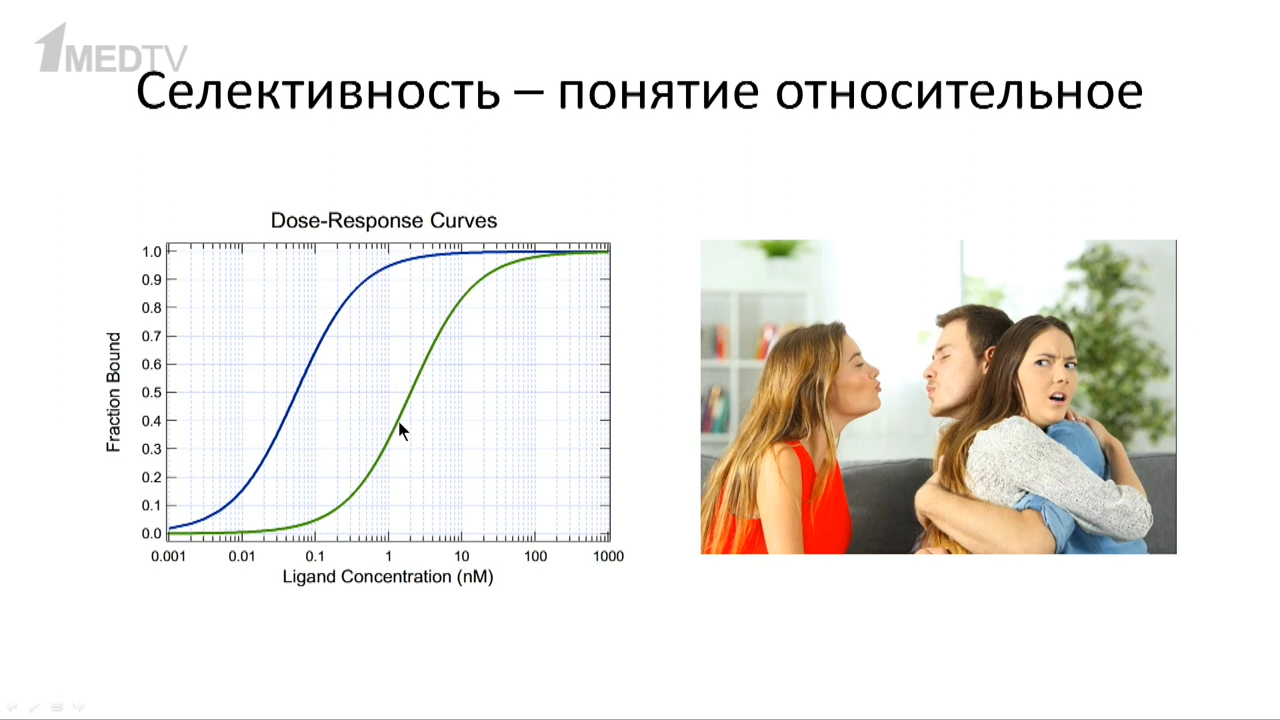 1MEDTV
Селективность – понятие относительное
Dose-Response Curves
Fraction Bound
1.0
0.9
0.8
0.7
0.6
0.5
0.4
0.3
0.2
0.1
0.0
0.001 0.01 0.1 1 10 100 1000
Ligand Concentration (nM)